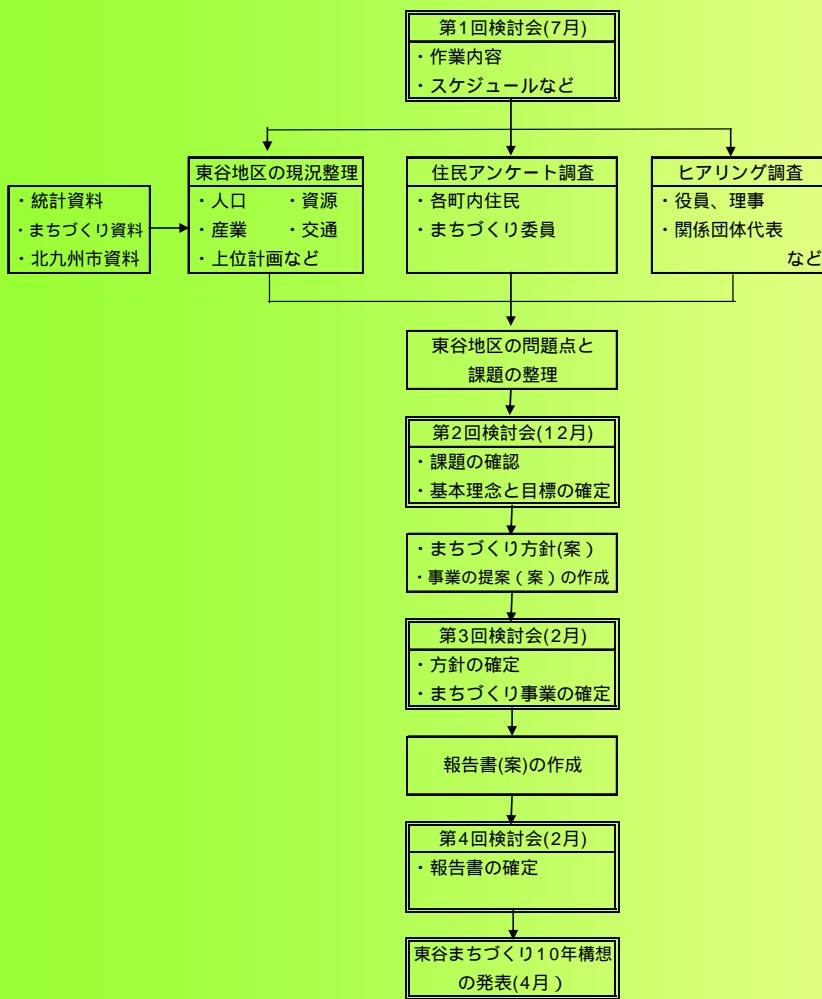 第1回検討会(7月)
・作業内容
・スケジュールなど
・統計資料
・まちづくり資料
・北九州市資料
東谷地区の現況整理
・人口　・資源
・産業　・交通
・上位計画など
住民アンケート調査
・各町内住民
・まちづくり委員
ヒアリング調査
・役員、理事
・関係団体代表
など
東谷地区の問題点と
課題の整理
第2回検討会(12月)
・課題の確認
・基本理念と目標の確定
・まちづくり方針(案）
・事業の提案（案）の作成
第3回検討会(2月)
・方針の確定
・まちづくり事業の確定
報告書(案)の作成
第4回検討会(2月)
・報告書の確定
東谷まちづくり10年構想
の発表(4月）